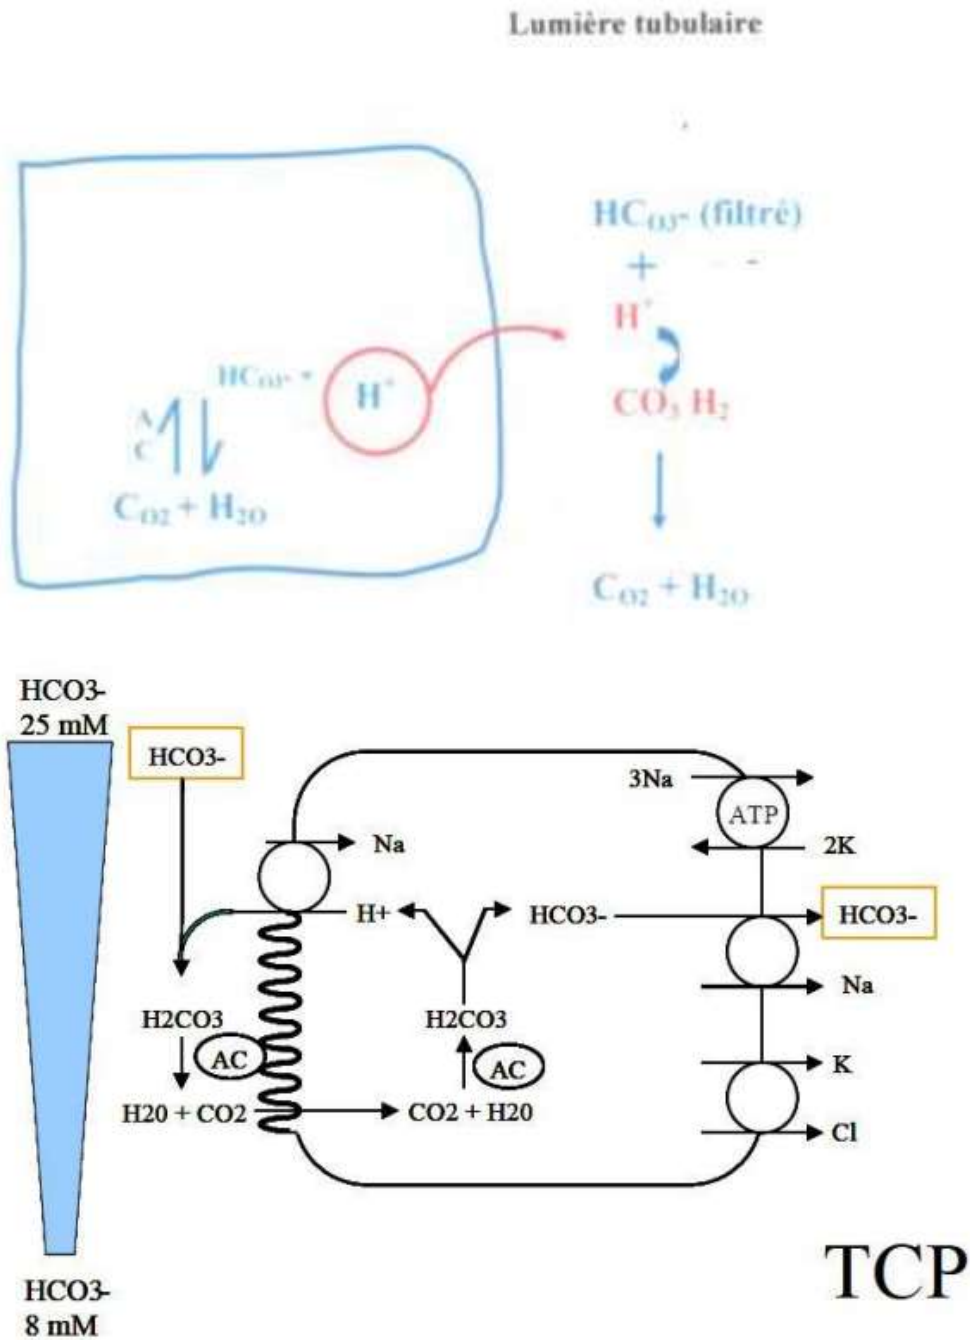 Lumière tubulaire
HCO3- (filtré)
+
H+
HCO3- +
H+
A
C
CO3 H2
CO2 + H2O
CO2 + H2O
HCO3-
25 mM
HCO3-
3Na
ATP
Na
2K
H+
HCO3-
HCO3-
Na
H2CO3
H2CO3
AC
AC
K
H20 + CO2
CO2 + H20
Cl
TCP
HCO3-
8 mM